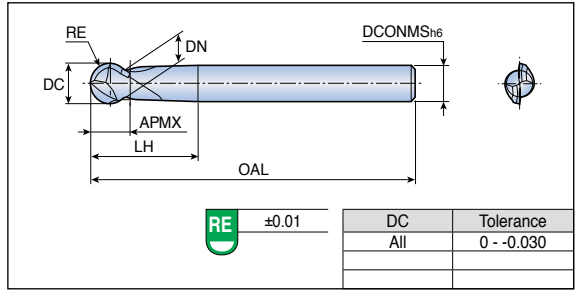 RE
DN
DCONMSh6
DC
APMX
LH
OAL
RE ±0.01
DC Tolerance
All 0 - -0.030